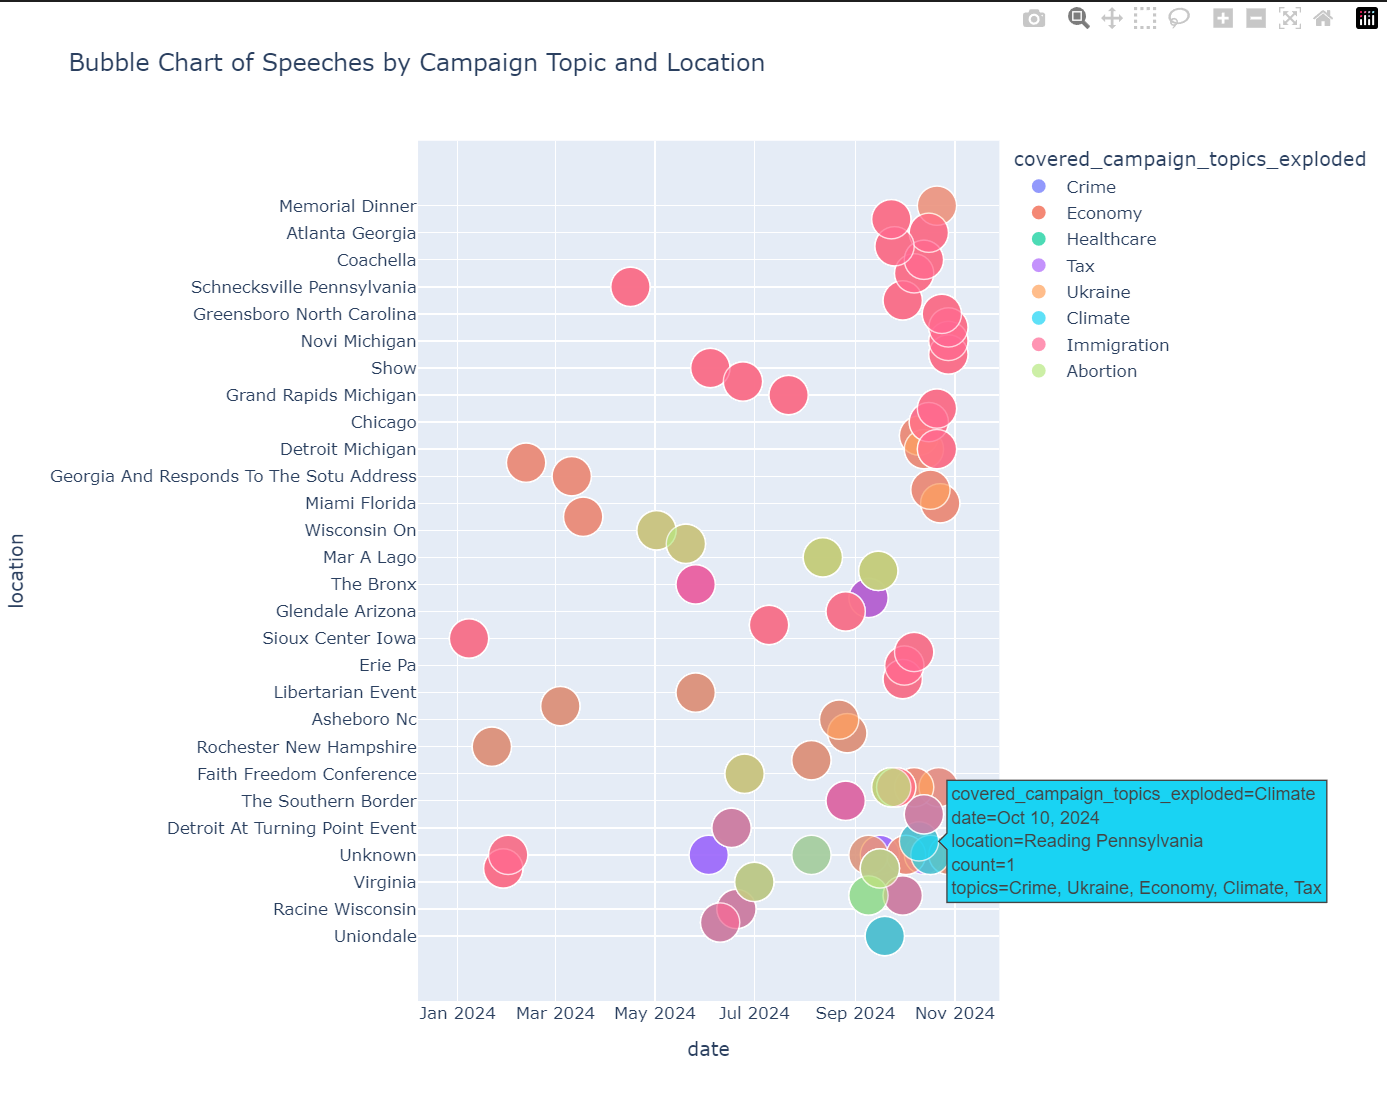 Bubble Chart of Speeches by Campaign Topic and Location
covered_campaign_topics_exploded
Crime
Economy
Healthcare
Tax
Ukraine
Climate
Immigration
Abortion
location
Memorial Dinner
Atlanta Georgia
Coachella
Schnecksville Pennsylvania
Greensboro North Carolina
Novi Michigan
Show
Grand Rapids Michigan
Chicago
Detroit Michigan
Georgia And Responds To The Sotu Address
Miami Florida
Wisconsin On
Mar A Lago
The Bronx
Glendale Arizona
Sioux Center Iowa
Erie Pa
Libertarian Event
Asheboro Nc
Rochester New Hampshire
Faith Freedom Conference
The Southern Border
Detroit At Turning Point Event
Unknown
Virginia
Racine Wisconsin
Uniondale
covered_campaign_topics_exploded=Climate
date=Oct 10, 2024
location=Reading Pennsylvania
count=1
topics=Crime, Ukraine, Economy, Climate, Tax
Jan 2024 Mar 2024 May 2024 Jul 2024 Sep 2024 Nov 2024
date